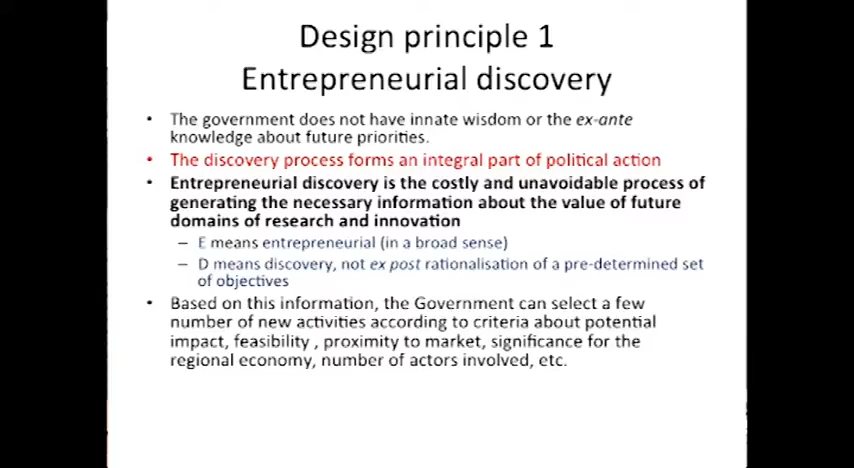 Design principle 1
Entrepreneurial discovery
• The government does not have innate wisdom or the ex-ante
knowledge about future priorities.
• The discovery process forms an integral part of political action
• Entrepreneurial discovery is the costly and unavoidable process of
generating the necessary information about the value of future
domains of research and innovation
– E means entrepreneurial (in a broad sense)
– D means discovery, not ex post rationalisation of a pre-determined set
of objectives
• Based on this information, the Government can select a few
number of new activities according to criteria about potential
impact, feasibility , proximity to market, significance for the
regional economy, number of actors involved, etc.